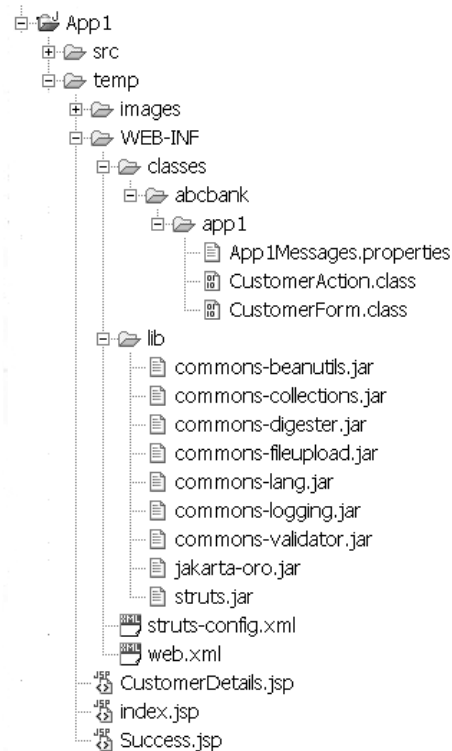 App1
src
temp
images
WEB-INF
classes
abcbank
app1
App1Messages.properties
CustomerAction.class
CustomerForm.class
lib
commons-beanutils.jar
commons-collections.jar
commons-digester.jar
commons-fileupload.jar
commons-lang.jar
commons-logging.jar
commons-validator.jar
jakarta-oro.jar
struts.jar
struts-config.xml
web.xml
CustomerDetails.jsp
index.jsp
Success.jsp